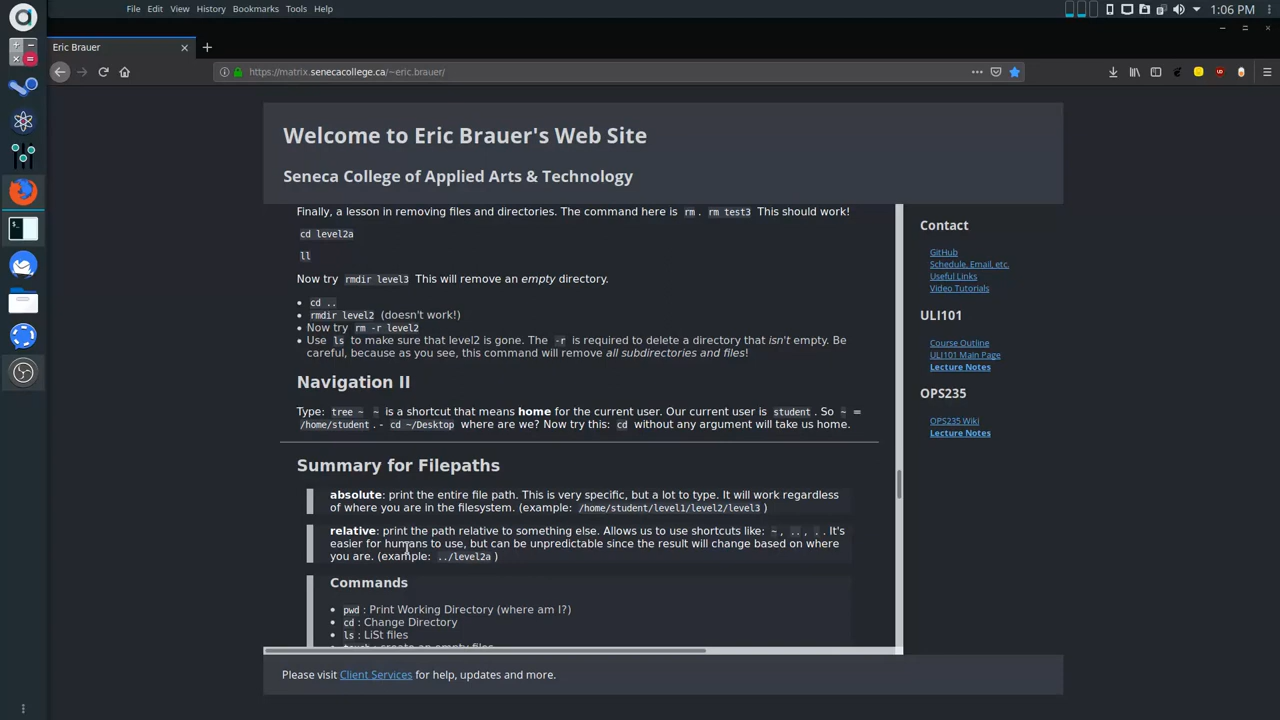 File Edit View History Bookmarks Tools Help
1:06 PM
Eric Brauer
https://matrix.senecacollege.ca/~eric.brauer/
Welcome to Eric Brauer's Web Site
Seneca College of Applied Arts & Technology
Finally, a lesson in removing files and directories. The command here is rm . rm test3 This should work!
cd level2a
ll
Now try rmdir level3 This will remove an empty directory.
• cd ..
• rmdir level2 (doesn't work!)
• Now try rm -r level2
• Use ls to make sure that level2 is gone. The -r is required to delete a directory that isn't empty. Be
careful, because as you see, this command will remove all subdirectories and files!
Navigation II
Type: tree ~ ~ is a shortcut that means home for the current user. Our current user is student . So ~ =
/home/student . - cd ~/Desktop where are we? Now try this: cd without any argument will take us home.
Summary for Filepaths
absolute: print the entire file path. This is very specific, but a lot to type. It will work regardless
of where you are in the filesystem. (example: /home/student/level1/level2/level3 )
relative: print the path relative to something else. Allows us to use shortcuts like: ~ , .. , . . It's
easier for humans to use, but can be unpredictable since the result will change based on where
you are. (example: ../level2a )
Commands
• pwd : Print Working Directory (where am I?)
• cd : Change Directory
• ls : LiSt files
Contact
GitHub
Schedule, Email, etc.
Useful Links
Video Tutorials
ULI101
Course Outline
ULI101 Main Page
Lecture Notes
OPS235
OPS235 Wiki
Lecture Notes
Please visit Client Services for help, updates and more.